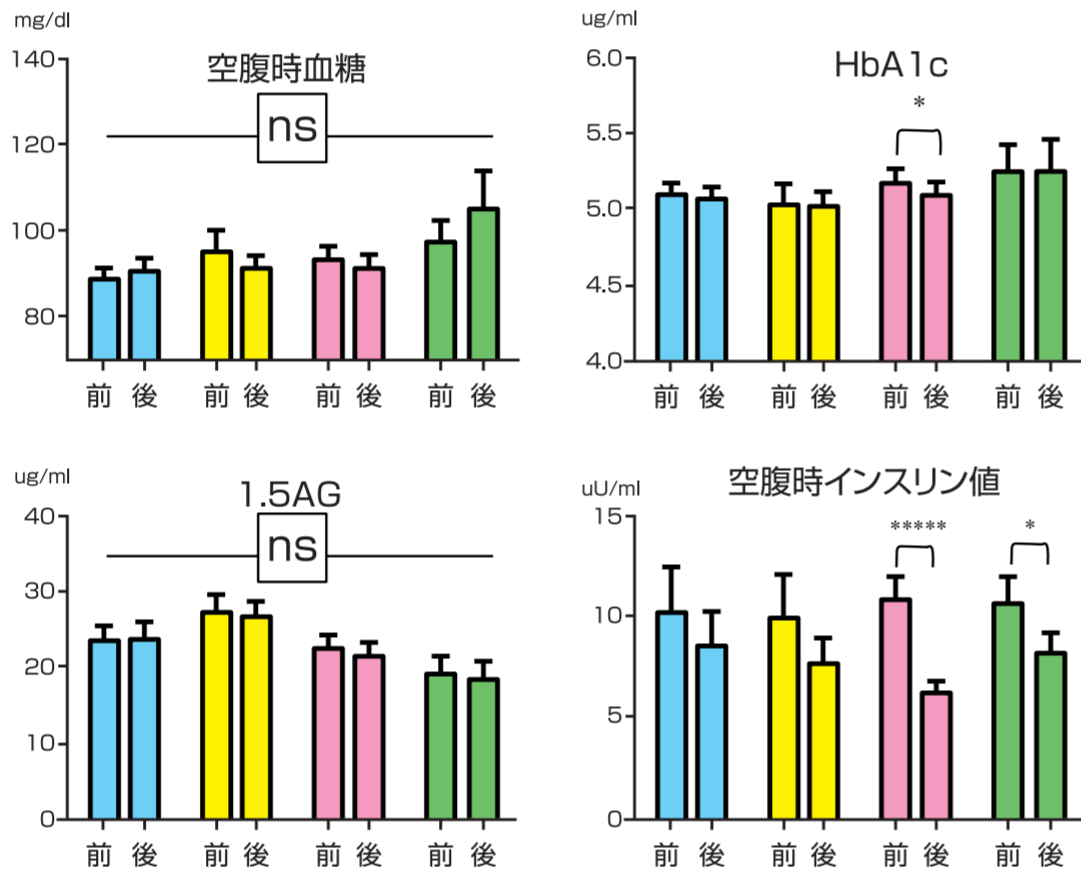 mg/dl
空腹時血糖
ns
140
120
100
80
前 後 前 後 前 後 前 後
ug/ml
HbA1c
*
6.0
5.5
5.0
4.5
4.0
前 後 前 後 前 後 前 後
ug/ml
1.5AG
ns
40
30
20
10
0
前 後 前 後 前 後 前 後
uU/ml
空腹時インスリン値
***** *
15
10
5
0
前 後 前 後 前 後 前 後